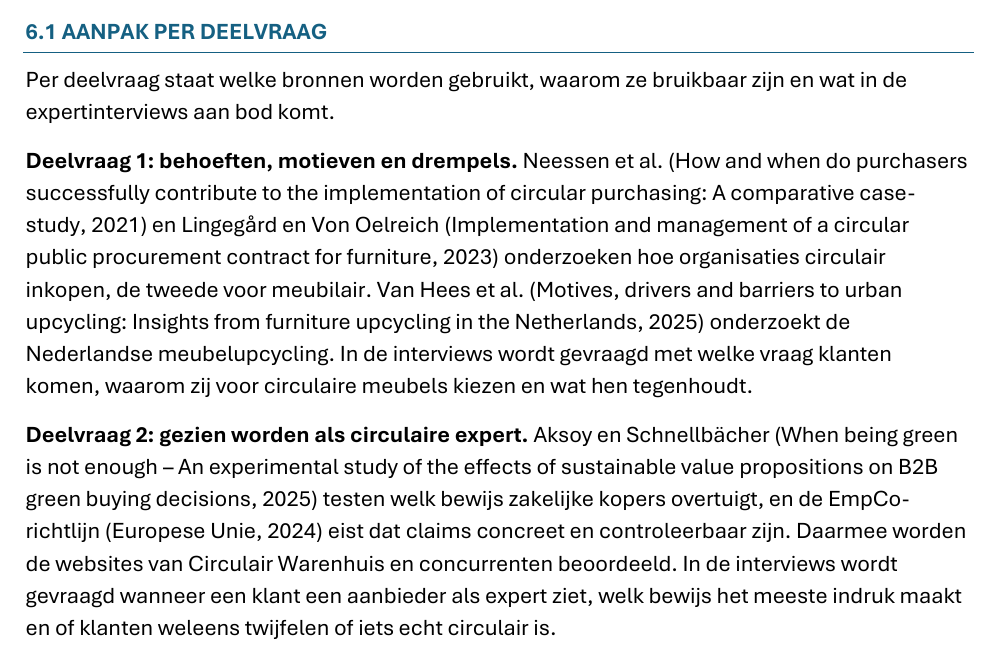 6.1 AANPAK PER DEELVRAAG
Per deelvraag staat welke bronnen worden gebruikt, waarom ze bruikbaar zijn en wat in de
expertinterviews aan bod komt.
Deelvraag 1: behoeften, motieven en drempels. Neessen et al. (How and when do purchasers
successfully contribute to the implementation of circular purchasing: A comparative case-
study, 2021) en Lingegård en Von Oelreich (Implementation and management of a circular
public procurement contract for furniture, 2023) onderzoeken hoe organisaties circulair
inkopen, de tweede voor meubilair. Van Hees et al. (Motives, drivers and barriers to urban
upcycling: Insights from furniture upcycling in the Netherlands, 2025) onderzoekt de
Nederlandse meubelupcycling. In de interviews wordt gevraagd met welke vraag klanten
komen, waarom zij voor circulaire meubels kiezen en wat hen tegenhoudt.
Deelvraag 2: gezien worden als circulaire expert. Aksoy en Schnellbächer (When being green
is not enough – An experimental study of the effects of sustainable value propositions on B2B
green buying decisions, 2025) testen welk bewijs zakelijke kopers overtuigt, en de EmpCo-
richtlijn (Europese Unie, 2024) eist dat claims concreet en controleerbaar zijn. Daarmee worden
de websites van Circulair Warenhuis en concurrenten beoordeeld. In de interviews wordt
gevraagd wanneer een klant een aanbieder als expert ziet, welk bewijs het meeste indruk maakt
en of klanten weleens twijfelen of iets echt circulair is.